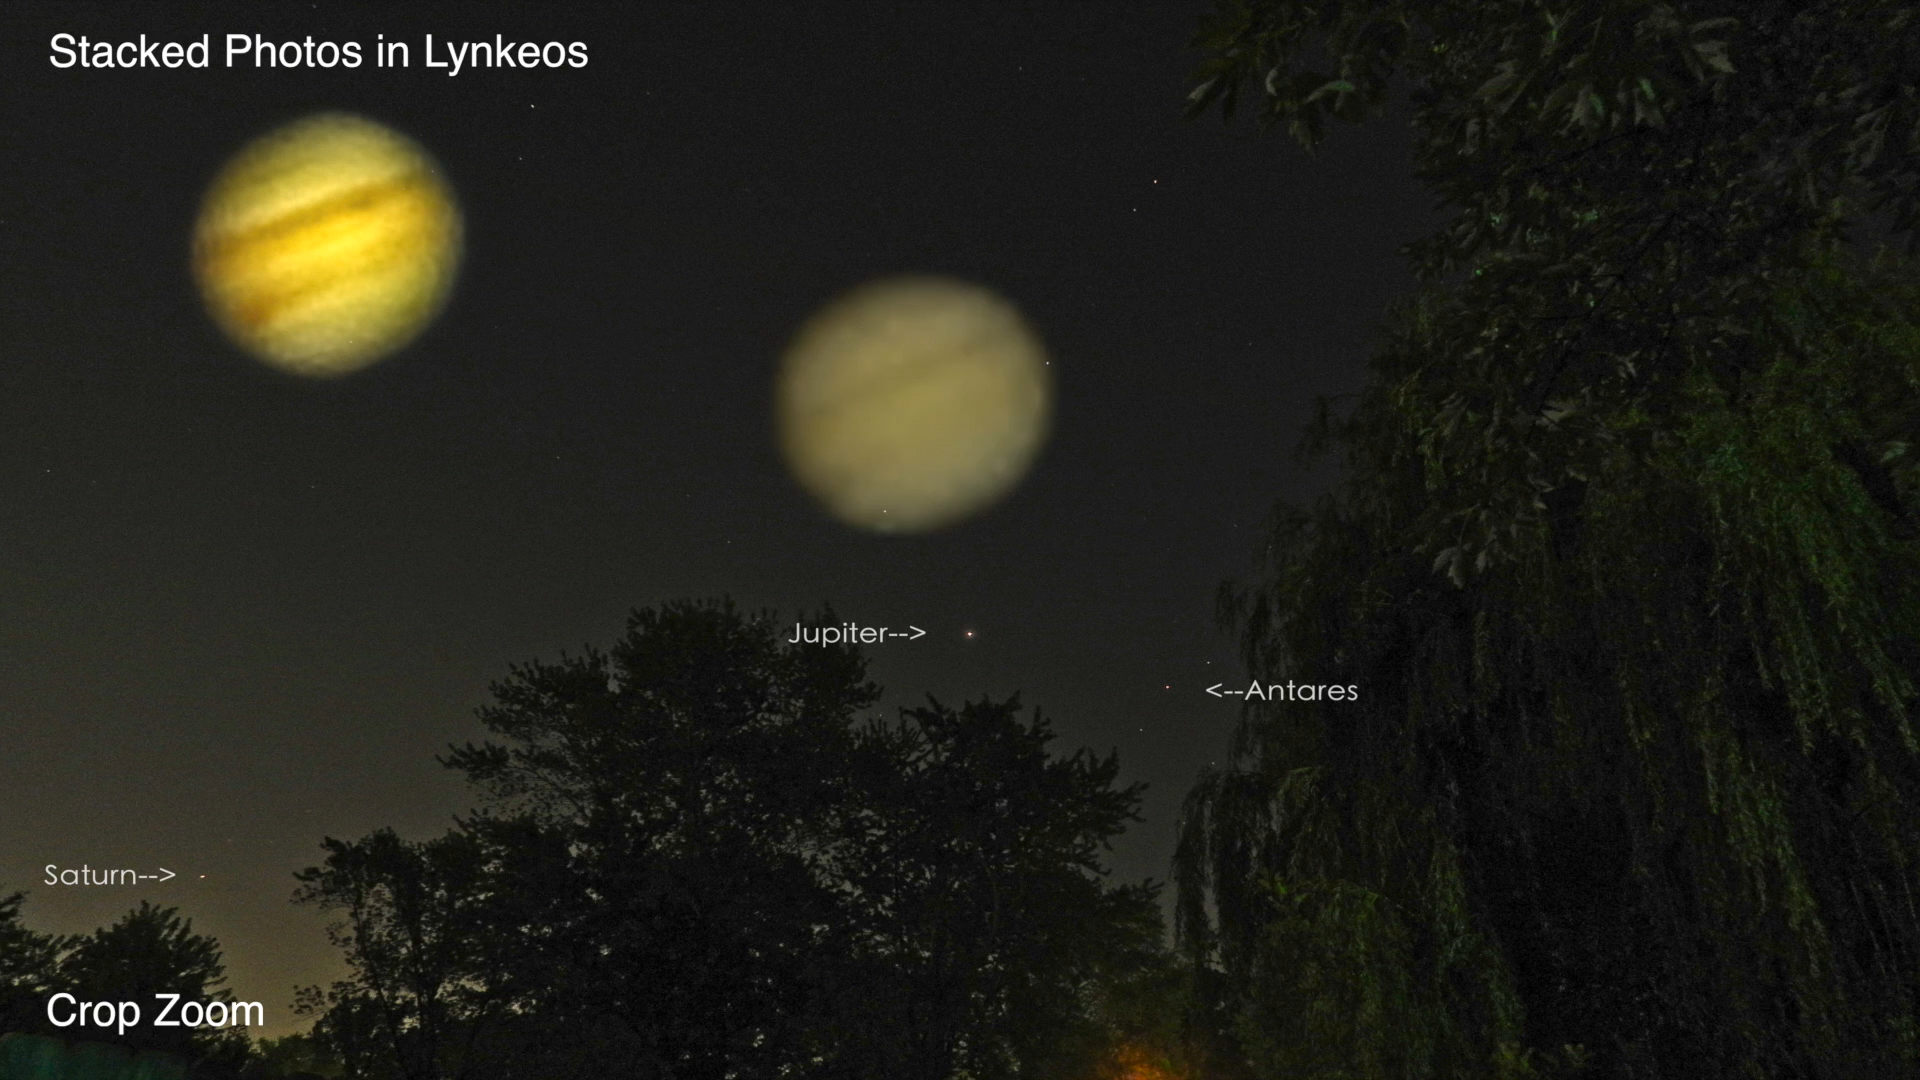 Stacked Photos in Lynkeos
Jupiter-->
<--Antares
Saturn-->
Crop Zoom